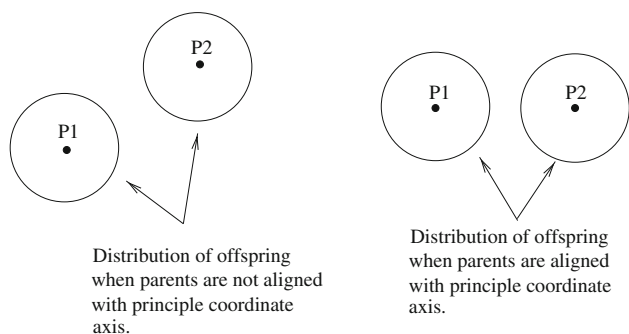 P2
P1
Distribution of offspring
when parents are not aligned
with principle coordinate
axis.
P1
P2
Distribution of offspring
when parents are aligned
with principle coordinate
axis.